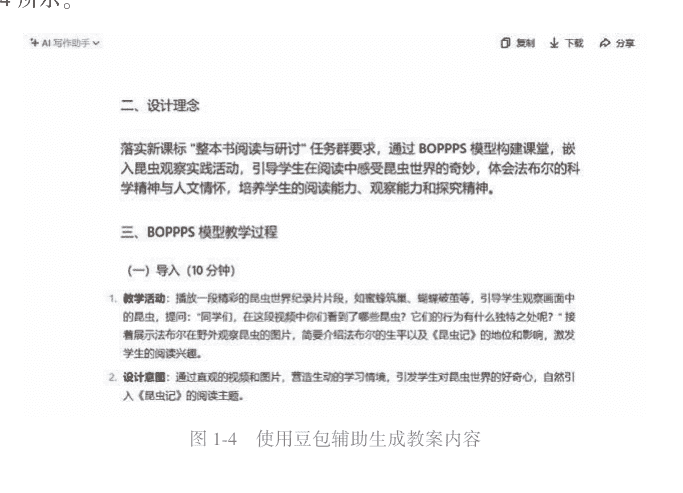 4 所示。
AI 写作助手
复制 下载 分享
二、设计理念
落实新课标 "整本书阅读与研讨" 任务群要求，通过 BOPPPS 模型构建课堂，嵌
入昆虫观察实践活动，引导学生在阅读中感受昆虫世界的奇妙，体会法布尔的科
学精神与人文情怀，培养学生的阅读能力、观察能力和探究精神。
三、BOPPPS 模型教学过程
（一）导入（10 分钟）
1. 教学活动：播放一段精彩的昆虫世界纪录片片段，如蜜蜂筑巢、蝴蝶破茧等，引导学生观察画面中
的昆虫，提问："同学们，在这段视频中你们看到了哪些昆虫？它们的行为有什么独特之处呢？" 接
着展示法布尔在野外观察昆虫的图片，简要介绍法布尔的生平以及《昆虫记》的地位和影响，激发
学生的阅读兴趣。
2. 设计意图：通过直观的视频和图片，营造生动的学习情境，引发学生对昆虫世界的好奇心，自然引
入《昆虫记》的阅读主题。
图 1-4 使用豆包辅助生成教案内容